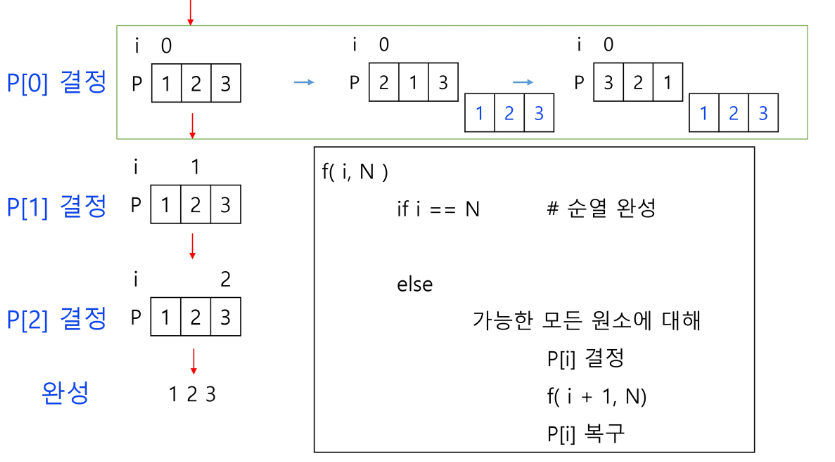 i 0
P[0] 결정 P 1 2 3
i 0
P 2 1 3
1 2 3
i 0
P 3 2 1
1 2 3
i 1
P[1] 결정 P 1 2 3
i 2
P[2] 결정 P 1 2 3
완성 1 2 3
f( i, N )
if i == N # 순열 완성
else
가능한 모든 원소에 대해
P[i] 결정
f( i + 1, N)
P[i] 복구